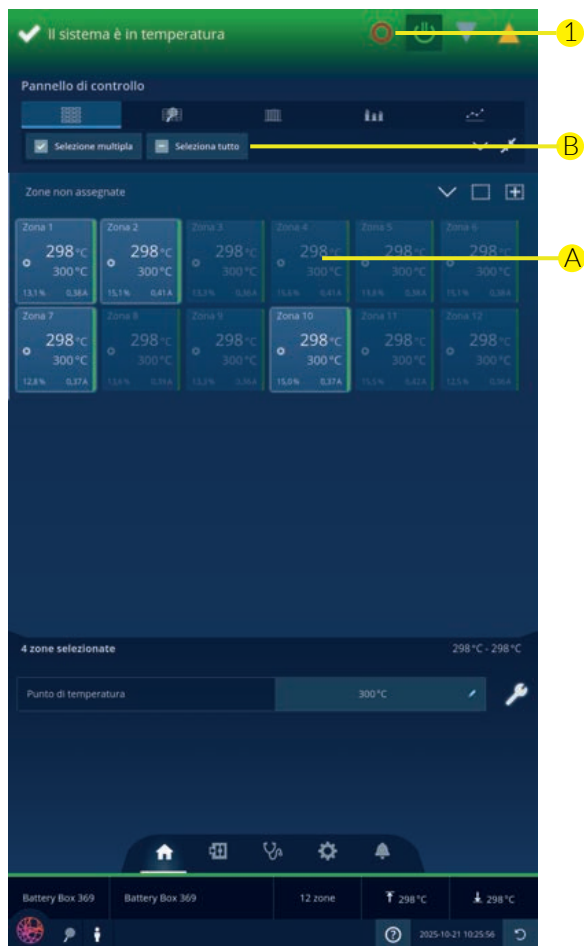 Il sistema è in temperatura
1
Pannello di controllo
Selezione multipla
Seleziona tutto
B
Zone non assegnate
Zona 1 Zona 2 Zona 3 Zona 4 Zona 5 Zona 6
298°C 298°C 298°C 298°C 298°C 298°C
A
300°C 300°C 300°C 300°C 300°C 300°C
13,1% 0,38A 15,1% 0,41A
Zona 7 Zona 8 Zona 9 Zona 10 Zona 11 Zona 12
298°C 298°C 298°C 298°C 298°C 298°C
300°C 300°C 300°C 300°C 300°C 300°C
12,8% 0,37A 15,0% 0,37A
4 zone selezionate 298°C - 298°C
Punto di temperatura 300°C
Battery Box 369 Battery Box 369 12 zone 298°C 298°C
2025-10-21 10:25:56